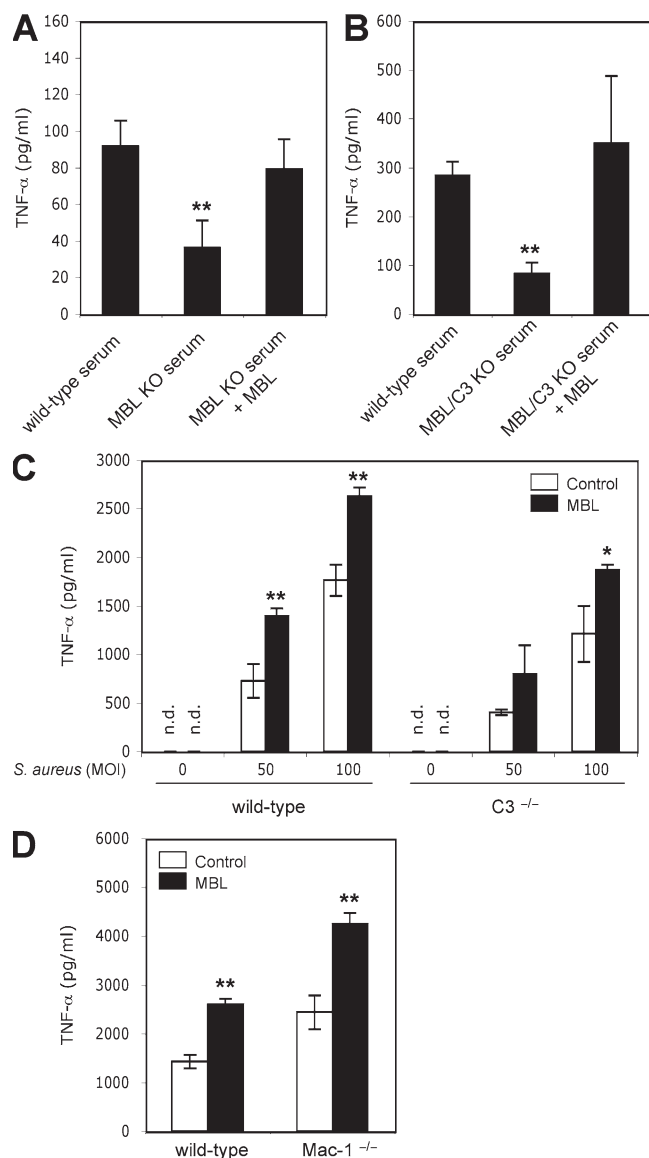 A
160
140
120
100
80
60
40
20
0
TNF-α (pg/ml)
**
wild-type serum
MBL KO serum
MBL KO serum
+ MBL
B
600
500
400
300
200
100
0
TNF-α (pg/ml)
**
wild-type serum
MBL/C3 KO serum
MBL/C3 KO serum
+ MBL
C
3000
2500
2000
1500
1000
500
0
TNF-α (pg/ml)
Control
MBL
n.d.
n.d.
**
**
n.d.
n.d.
*
S. aureus (MOI)
0 50 100 0 50 100
wild-type C3 –/–
D
6000
5000
4000
3000
2000
1000
0
TNF-α (pg/ml)
Control
MBL
**
**
wild-type Mac-1 –/–